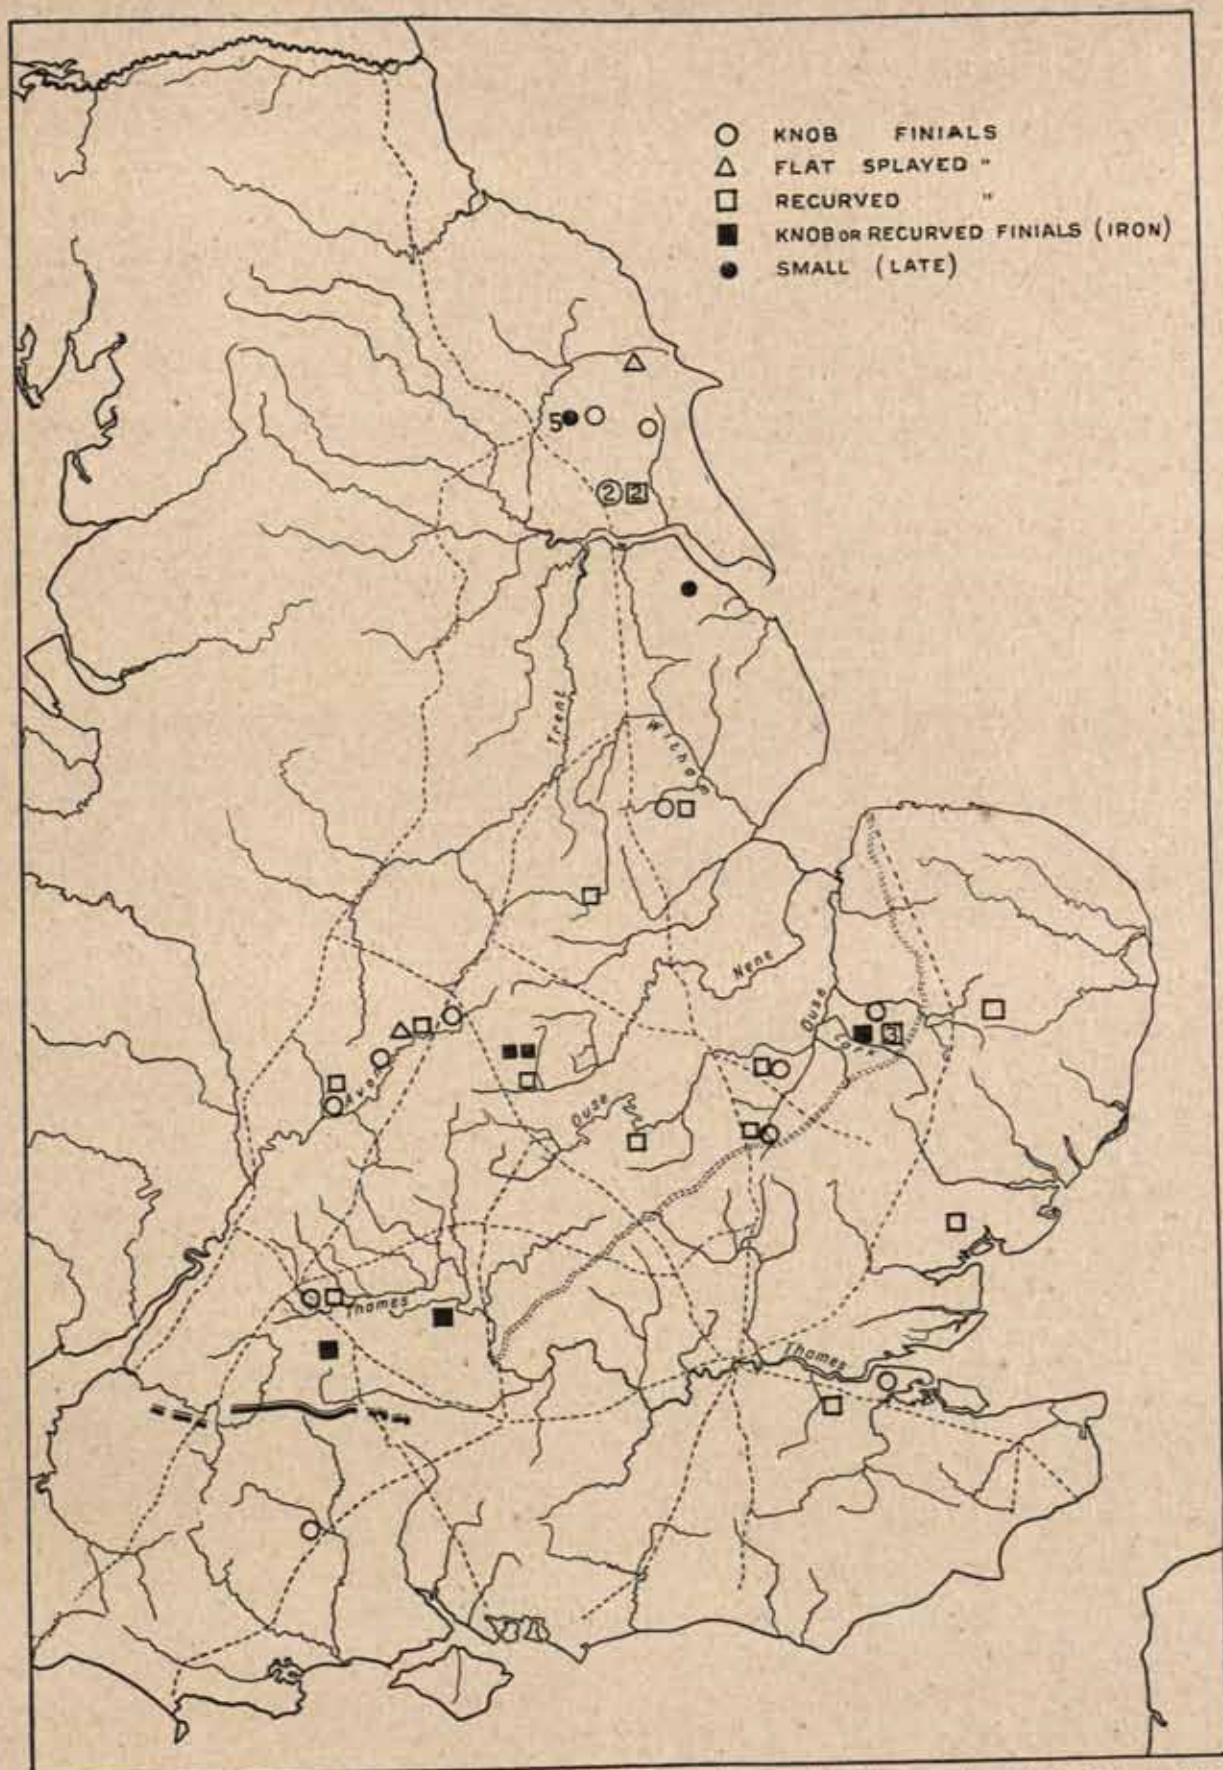 KNOB FINIALS
FLAT SPLAYED "
RECURVED "
KNOB OR RECURVED FINIALS (IRON)
SMALL (LATE)
5
2 2
Trent
Witham
Nene
Ouse
Lark
3
Avon
Ouse
Thames
Thames